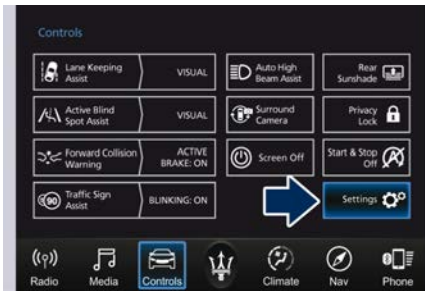 Controls
Lane Keeping
Assist
VISUAL
Auto High
Beam Assist
Rear
Sunshade
Active Blind
Spot Assist
VISUAL
Surround
Camera
Privacy
Lock
Forward Collision
Warning
ACTIVE
BRAKE: ON
Screen Off
Start & Stop
Off
90
Traffic Sign
Assist
BLINKING: ON
Settings
Radio
Media
Controls
Climate
Nav
Phone